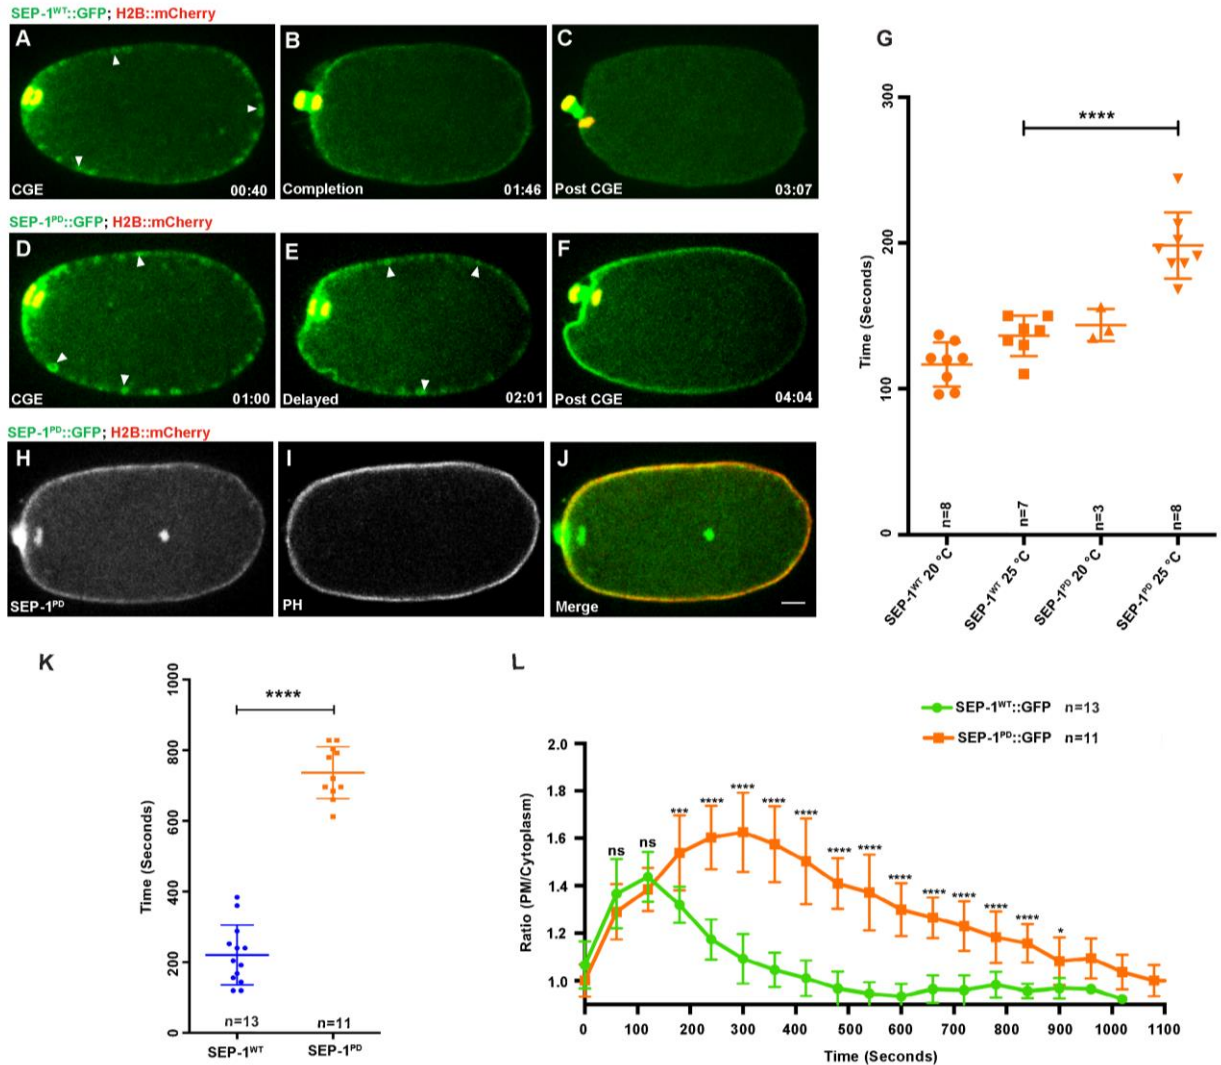 SEP-1ᵂᵀ::GFP; H2B::mCherry
A
CGE
00:40
B
Completion
01:46
C
Post CGE
03:07
SEP-1ᴾᴰ::GFP; H2B::mCherry
D
CGE
01:00
E
Delayed
02:01
F
Post CGE
04:04
SEP-1ᴾᴰ::GFP; H2B::mCherry
H
SEP-1ᴾᴰ
I
PH
J
Merge
G
Time (Seconds)
300
200
100
0
****
n=8
n=7
n=3
n=8
SEP-1ᵂᵀ 20 °C
SEP-1ᵂᵀ 25 °C
SEP-1ᴾᴰ 20 °C
SEP-1ᴾᴰ 25 °C
K
Time (Seconds)
1000
800
600
400
200
0
****
n=13
n=11
SEP-1ᵂᵀ
SEP-1ᴾᴰ
L
SEP-1ᵂᵀ::GFP n=13
SEP-1ᴾᴰ::GFP n=11
Ratio (PM/Cytoplasm)
2.0
1.8
1.6
1.4
1.2
1.0
ns
ns
***
****
****
****
****
****
****
****
****
****
****
****
*
0 100 200 300 400 500 600 700 800 900 1000 1100
Time (Seconds)